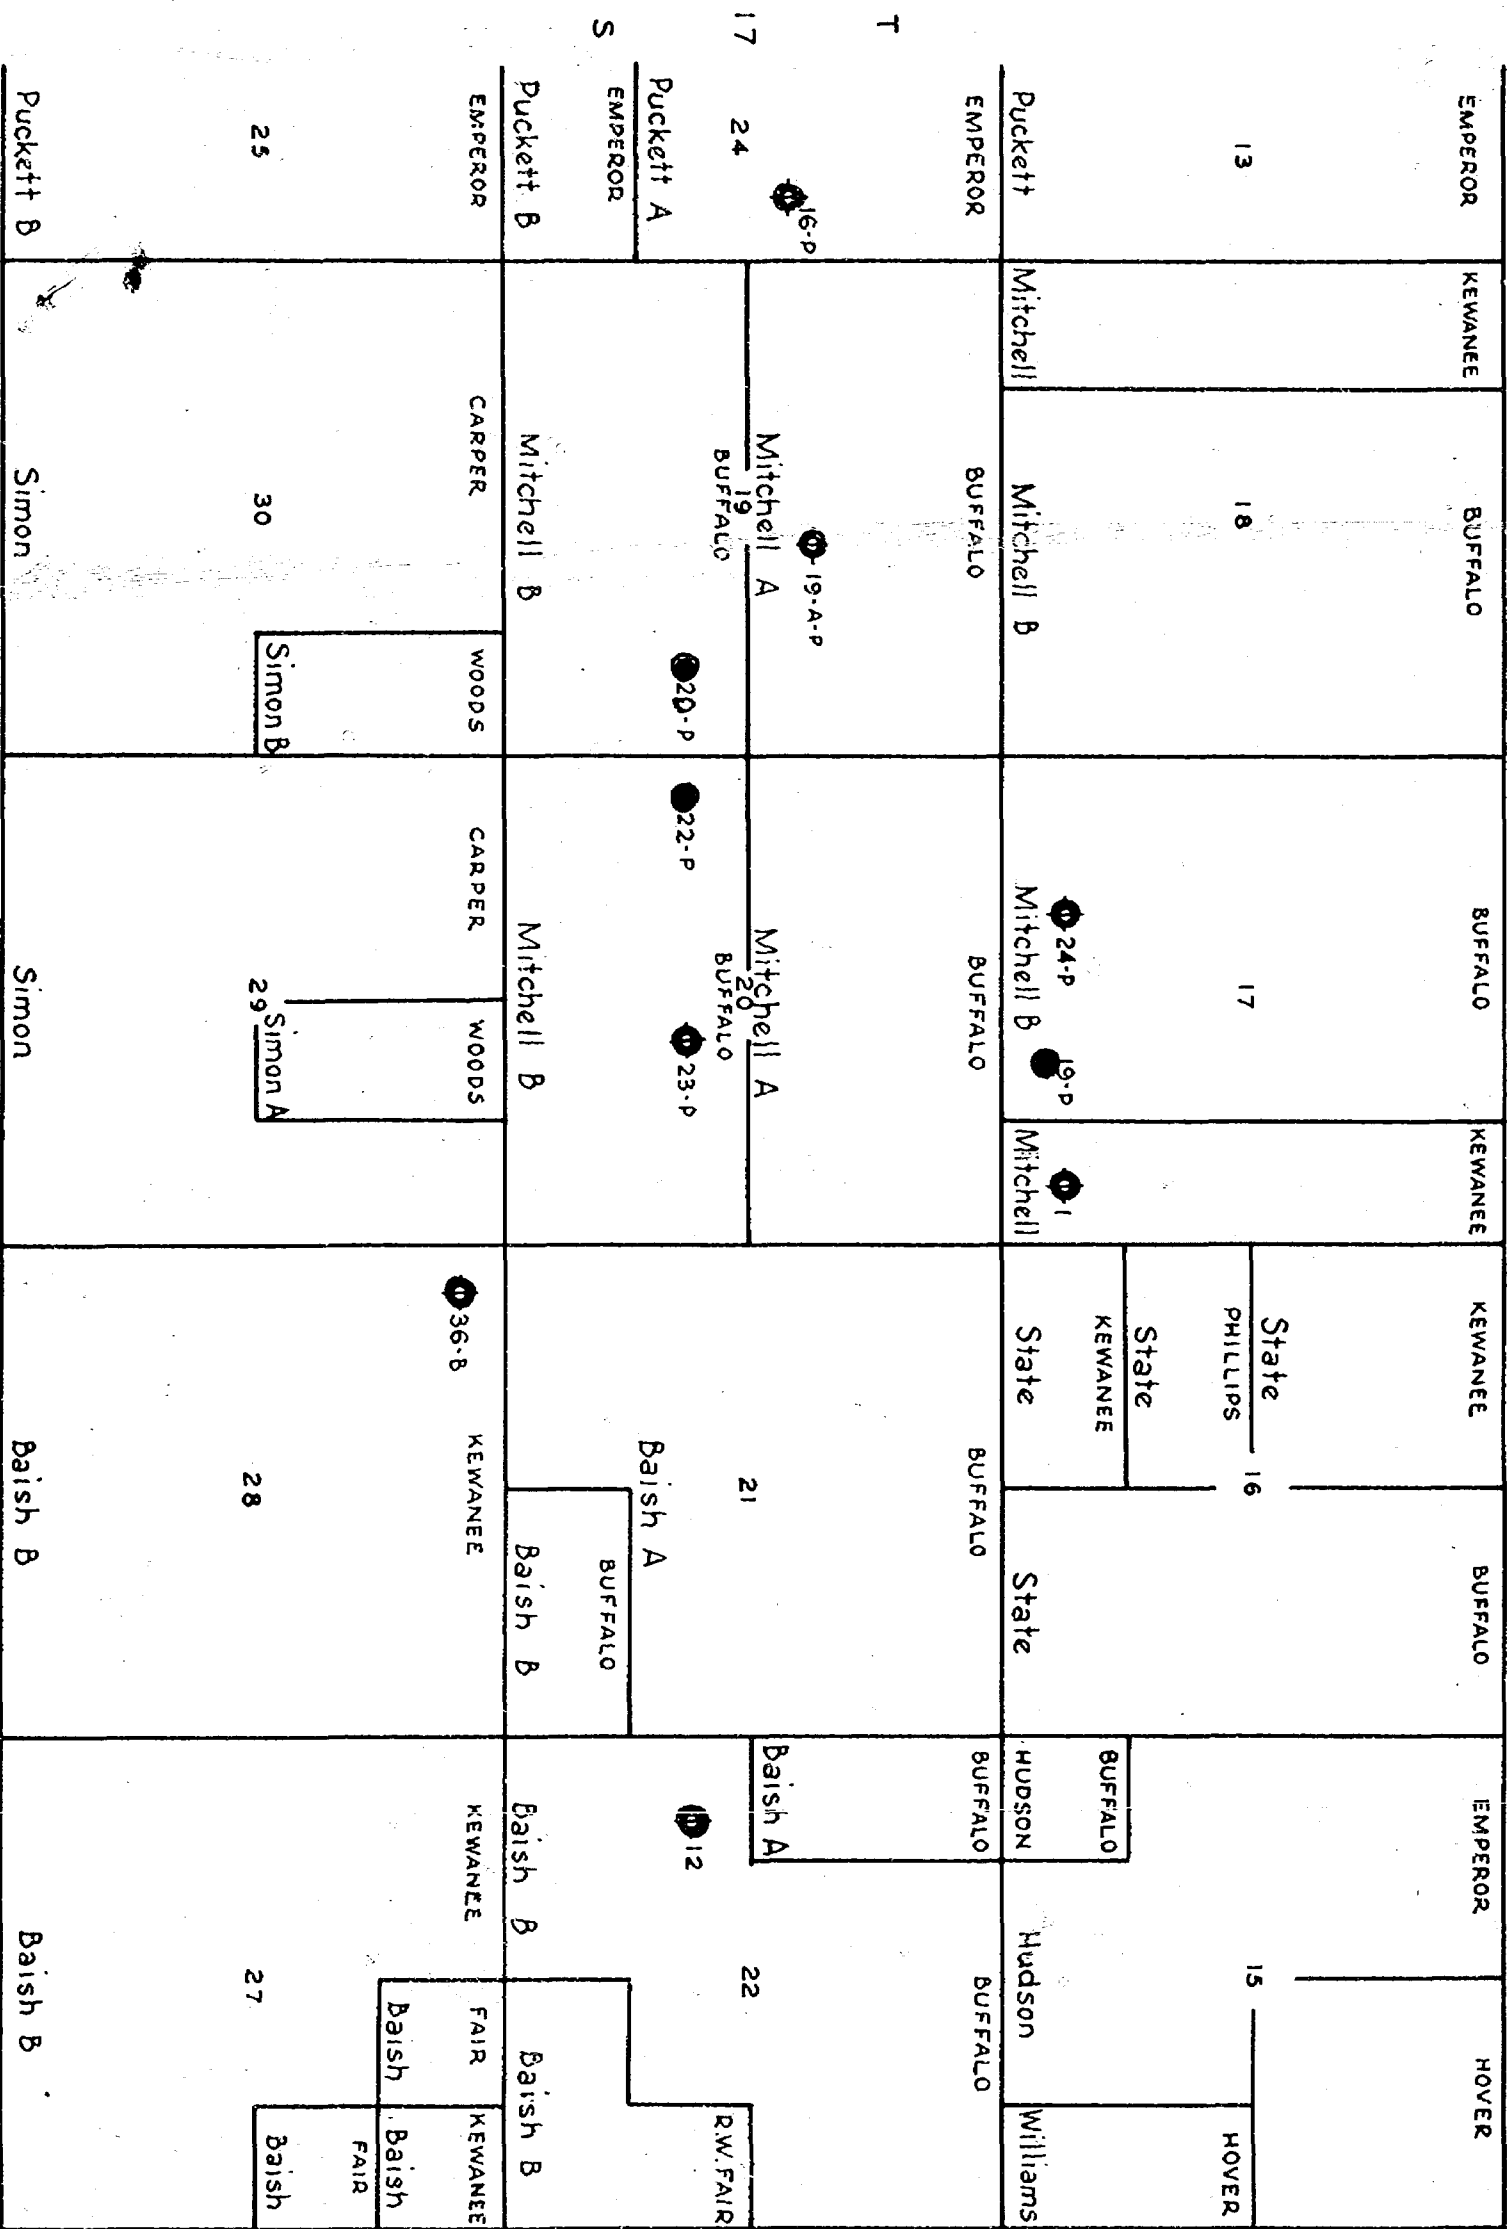 T
17
S
EMPEROR
13
Puckett
KEWANEE
Mitchell
BUFFALO
18
Mitchell B
BUFFALO
17
24-P
19-P
Mitchell B
KEWANEE
1
Mitchell
KEWANEE
State
PHILLIPS
State
KEWANEE
State
16
BUFFALO
State
EMPEROR
15
BUFFALO
HUDSON
Hudson
HOVER
HOVER
Williams
EMPEROR
24
16-P
Puckett A
EMPEROR
Puckett B
BUFFALO
19-A-P
Mitchell A
19
BUFFALO
20-P
Mitchell B
BUFFALO
Mitchell A
20
BUFFALO
22-P
23-P
Mitchell B
BUFFALO
21
Baish A
BUFFALO
Baish B
BUFFALO
Baish A
BUFFALO
22
12
R.W. FAIR
Baish B
Baish B
EMPEROR
25
Puckett B
CARPER
30
WOODS
Simon B
Simon
CARPER
29
WOODS
Simon A
Simon
36-B
KEWANEE
28
Baish B
KEWANEE
27
FAIR
Baish
KEWANEE
Baish
FAIR
Baish
Baish B